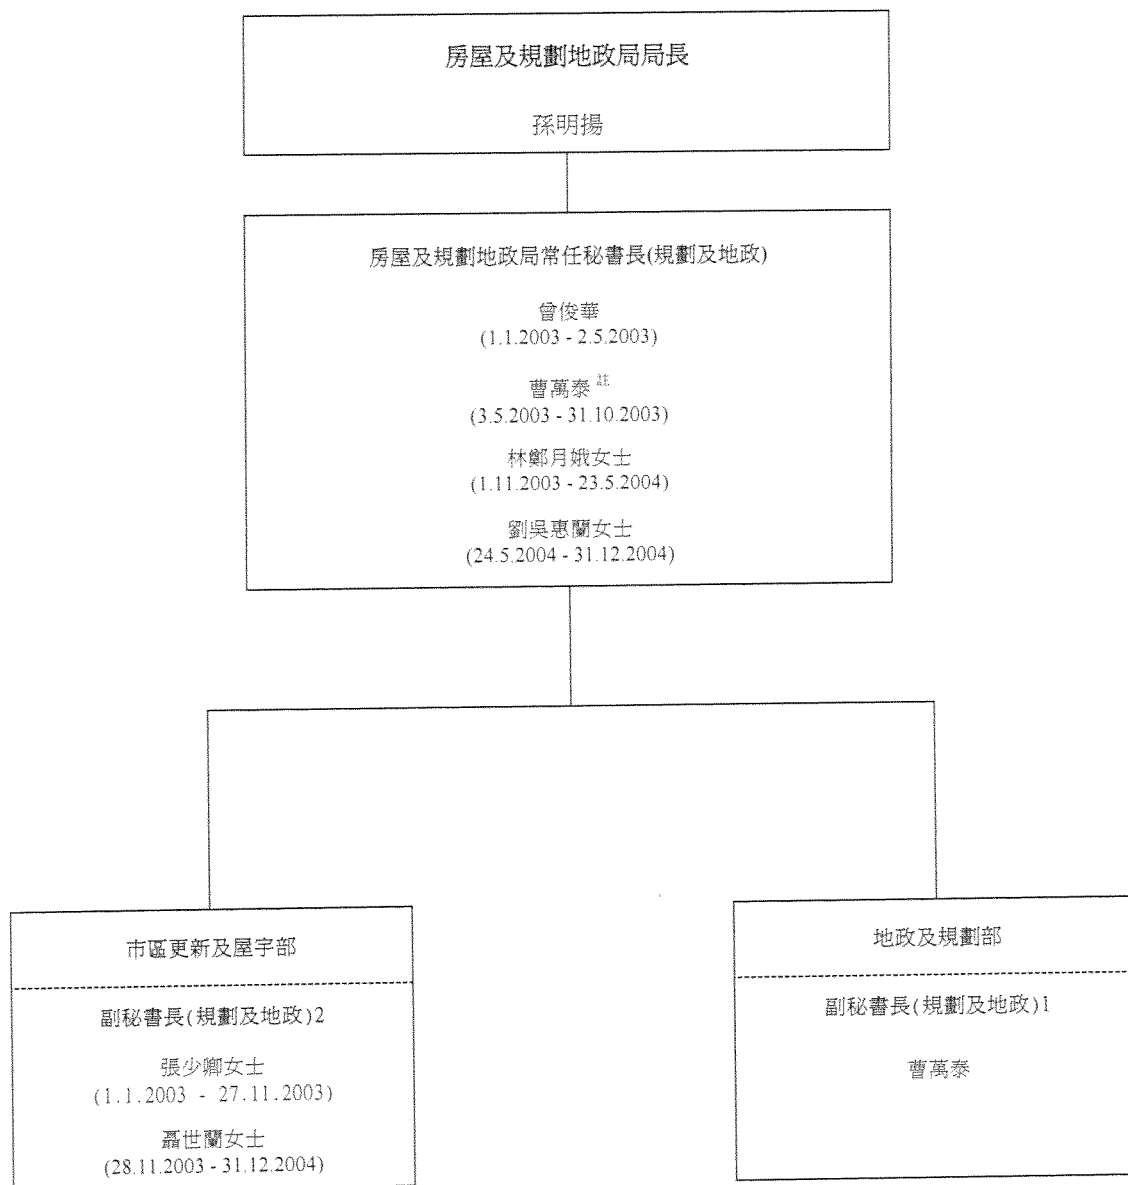 房屋及規劃地政局局長
孫明揚
房屋及規劃地政局常任秘書長(規劃及地政)
曾俊華
(1.1.2003 - 2.5.2003)
曹萬泰 註
(3.5.2003 - 31.10.2003)
林鄭月娥女士
(1.11.2003 - 23.5.2004)
劉吳惠蘭女士
(24.5.2004 - 31.12.2004)
市區更新及屋宇部
副秘書長(規劃及地政)2
張少卿女士
(1.1.2003 - 27.11.2003)
聶世蘭女士
(28.11.2003 - 31.12.2004)
地政及規劃部
副秘書長(規劃及地政)1
曹萬泰